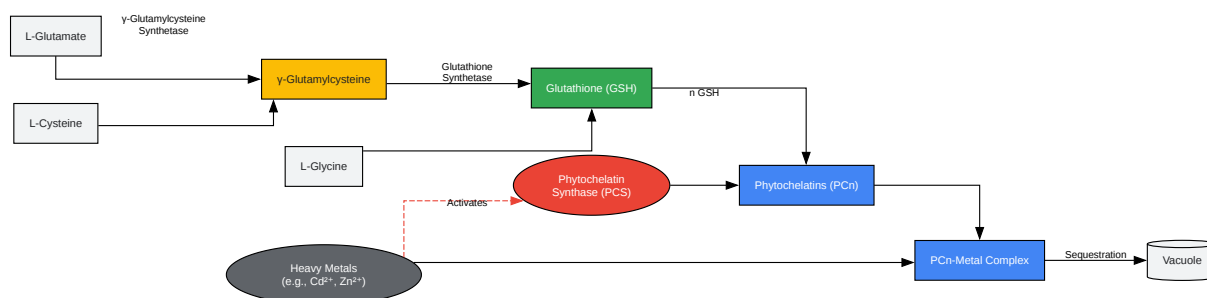 γ-Glutamylcysteine
Synthetase
L-Glutamate
γ-Glutamylcysteine
Glutathione
Synthetase
Glutathione (GSH)
n GSH
L-Cysteine
L-Glycine
Phytochelatin
Synthase (PCS)
Phytochelatins (PCn)
Activates
Heavy Metals
(e.g., Cd²⁺, Zn²⁺)
PCn-Metal Complex
Sequestration
Vacuole